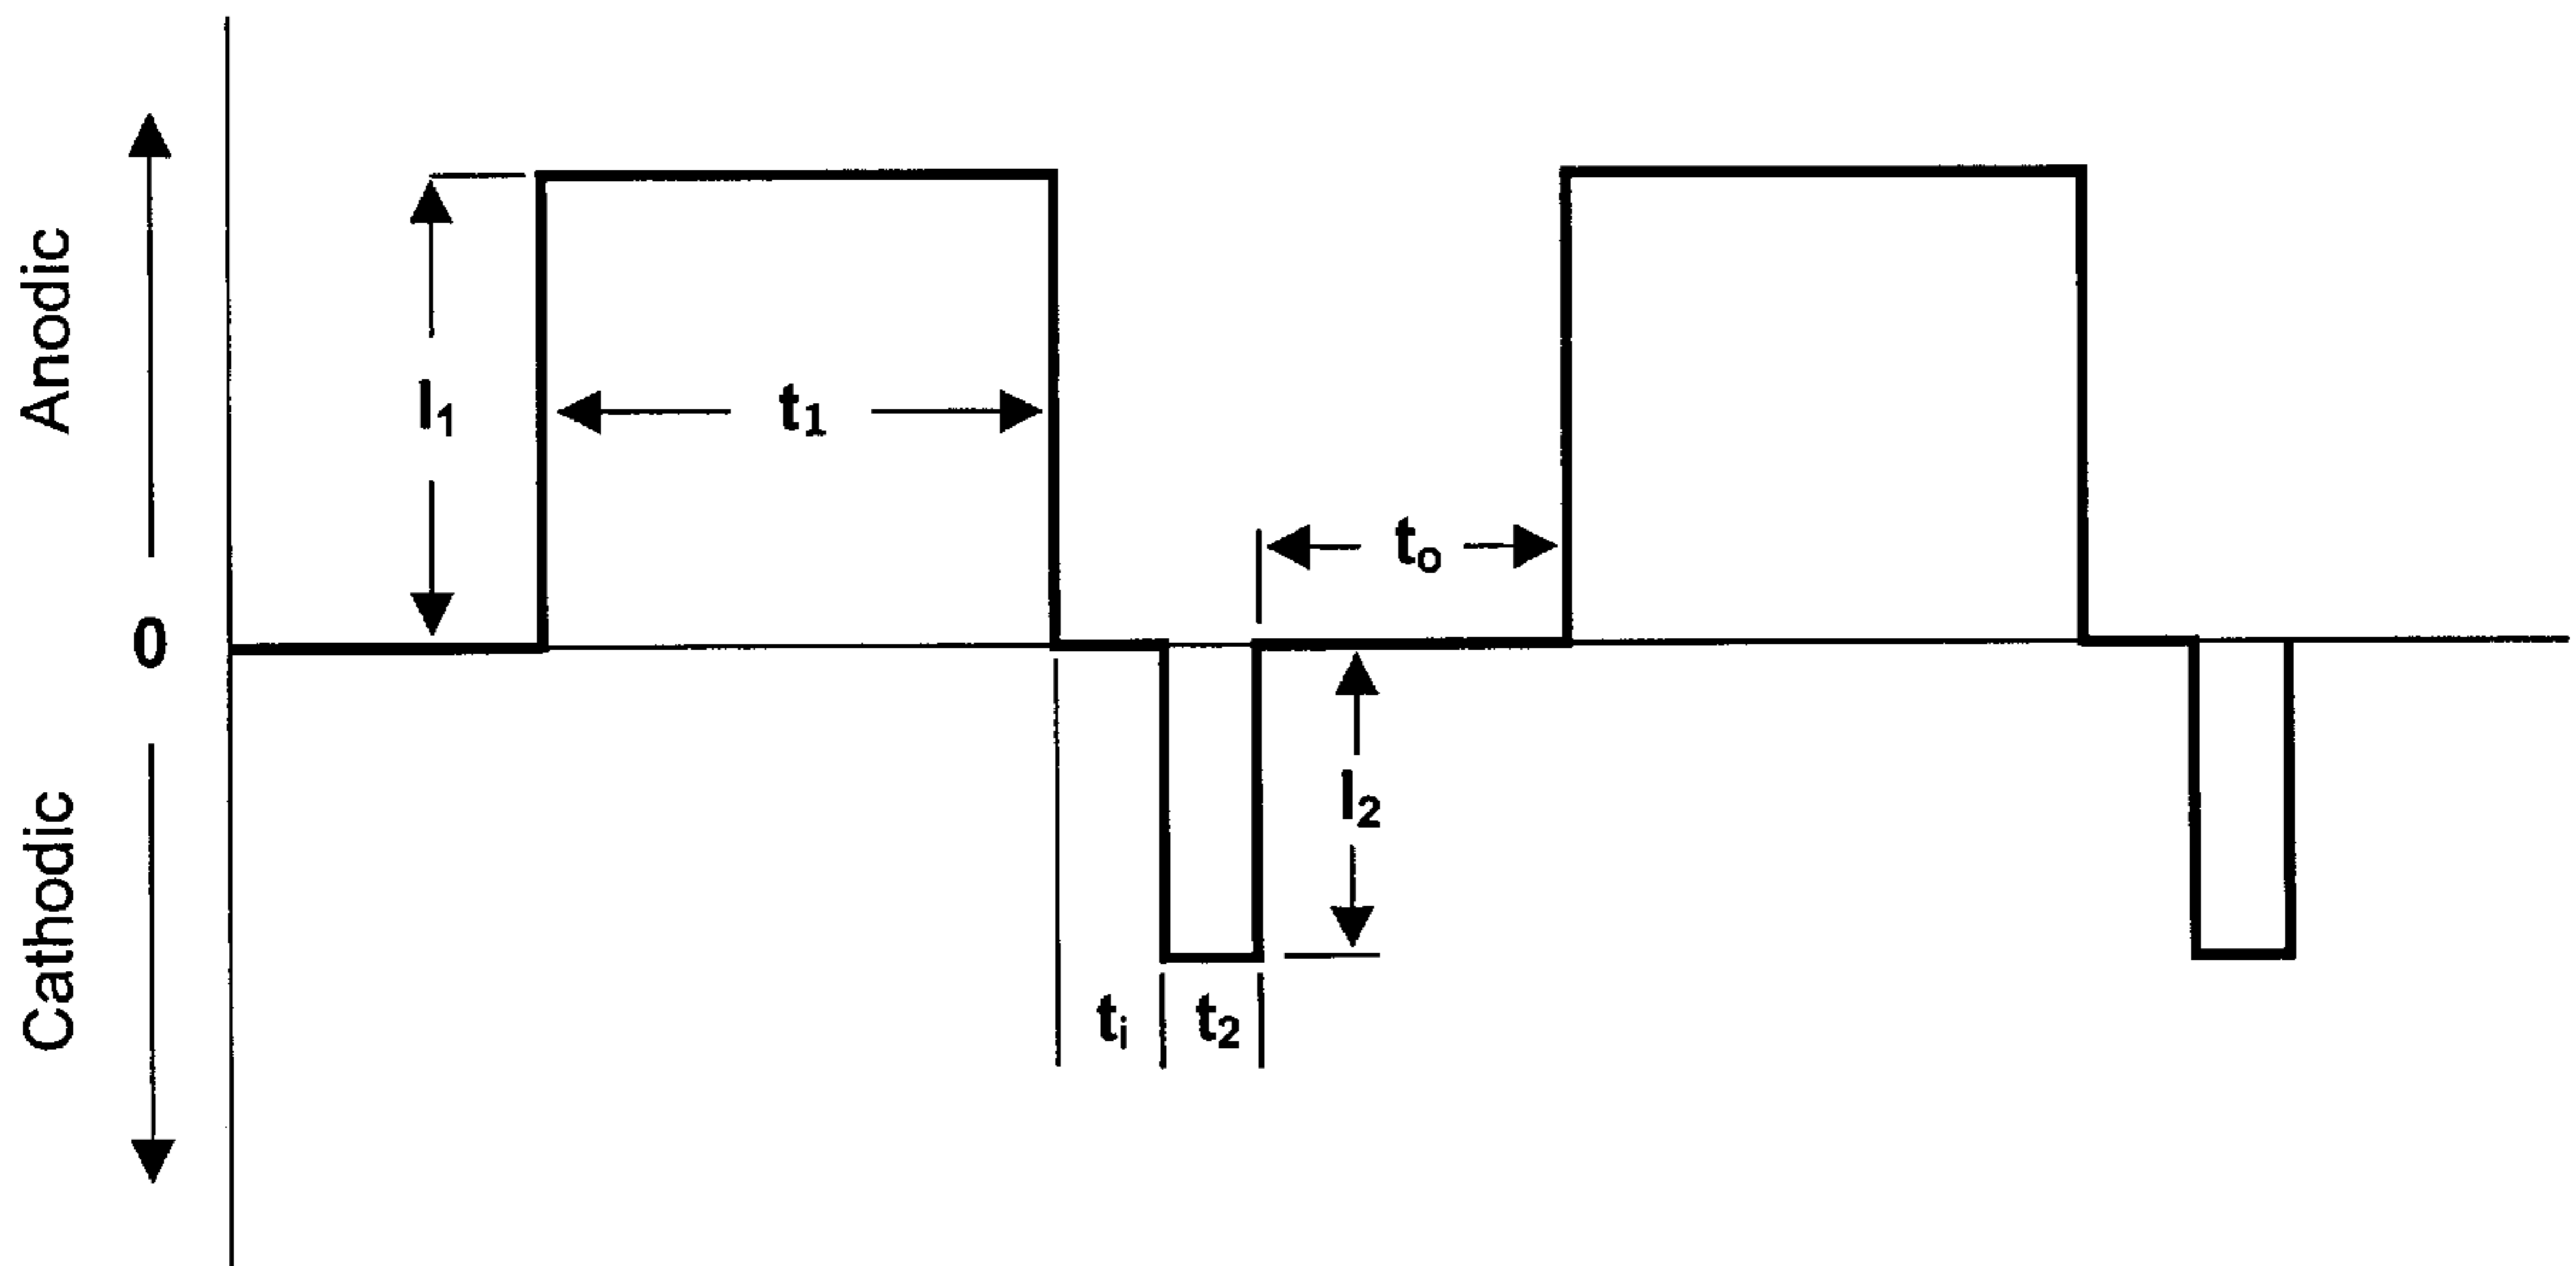 Anodic
I₁
t₁
tₒ
0
I₂
Cathodic
tᵢ
t₂